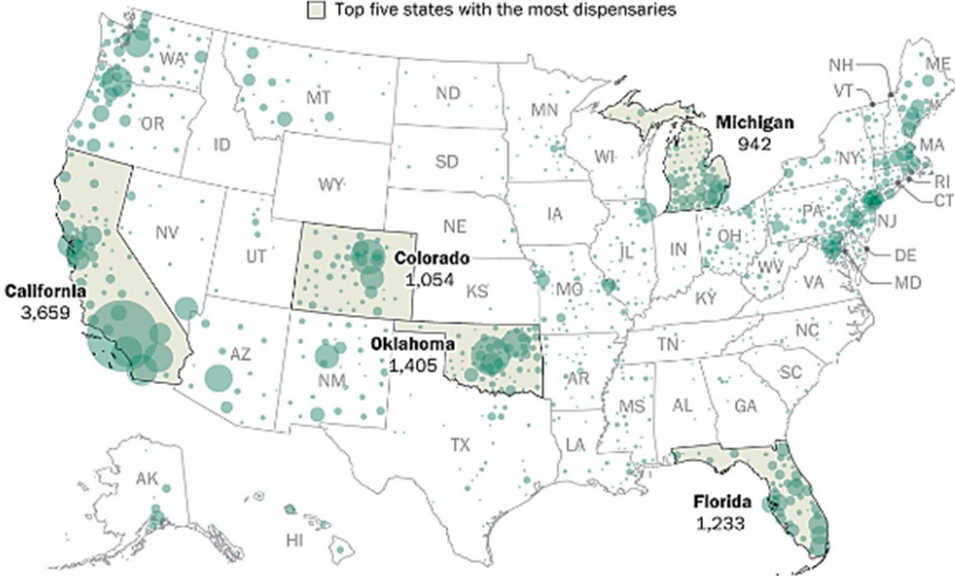 Top five states with the most dispensaries
WA
MT
ND
MN
NH
ME
VT
OR
ID
SD
WI
Michigan
942
NY
MA
WY
RI
CT
NV
UT
NE
IA
IL
IN
OH
PA
NJ
Colorado
1,054
DE
MD
California
3,659
KS
MO
WV
VA
KY
Oklahoma
1,405
AZ
NM
AR
TN
NC
SC
MS
AL
GA
TX
LA
AK
HI
Florida
1,233